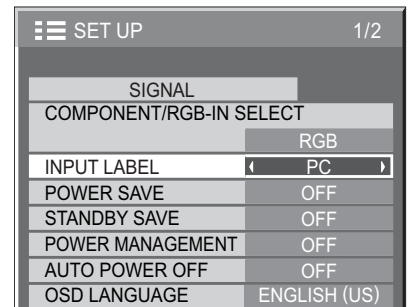 SET UP 1/2
SIGNAL
COMPONENT/RGB-IN SELECT
RGB
INPUT LABEL PC
POWER SAVE OFF
STANDBY SAVE OFF
POWER MANAGEMENT OFF
AUTO POWER OFF OFF
OSD LANGUAGE ENGLISH (US)